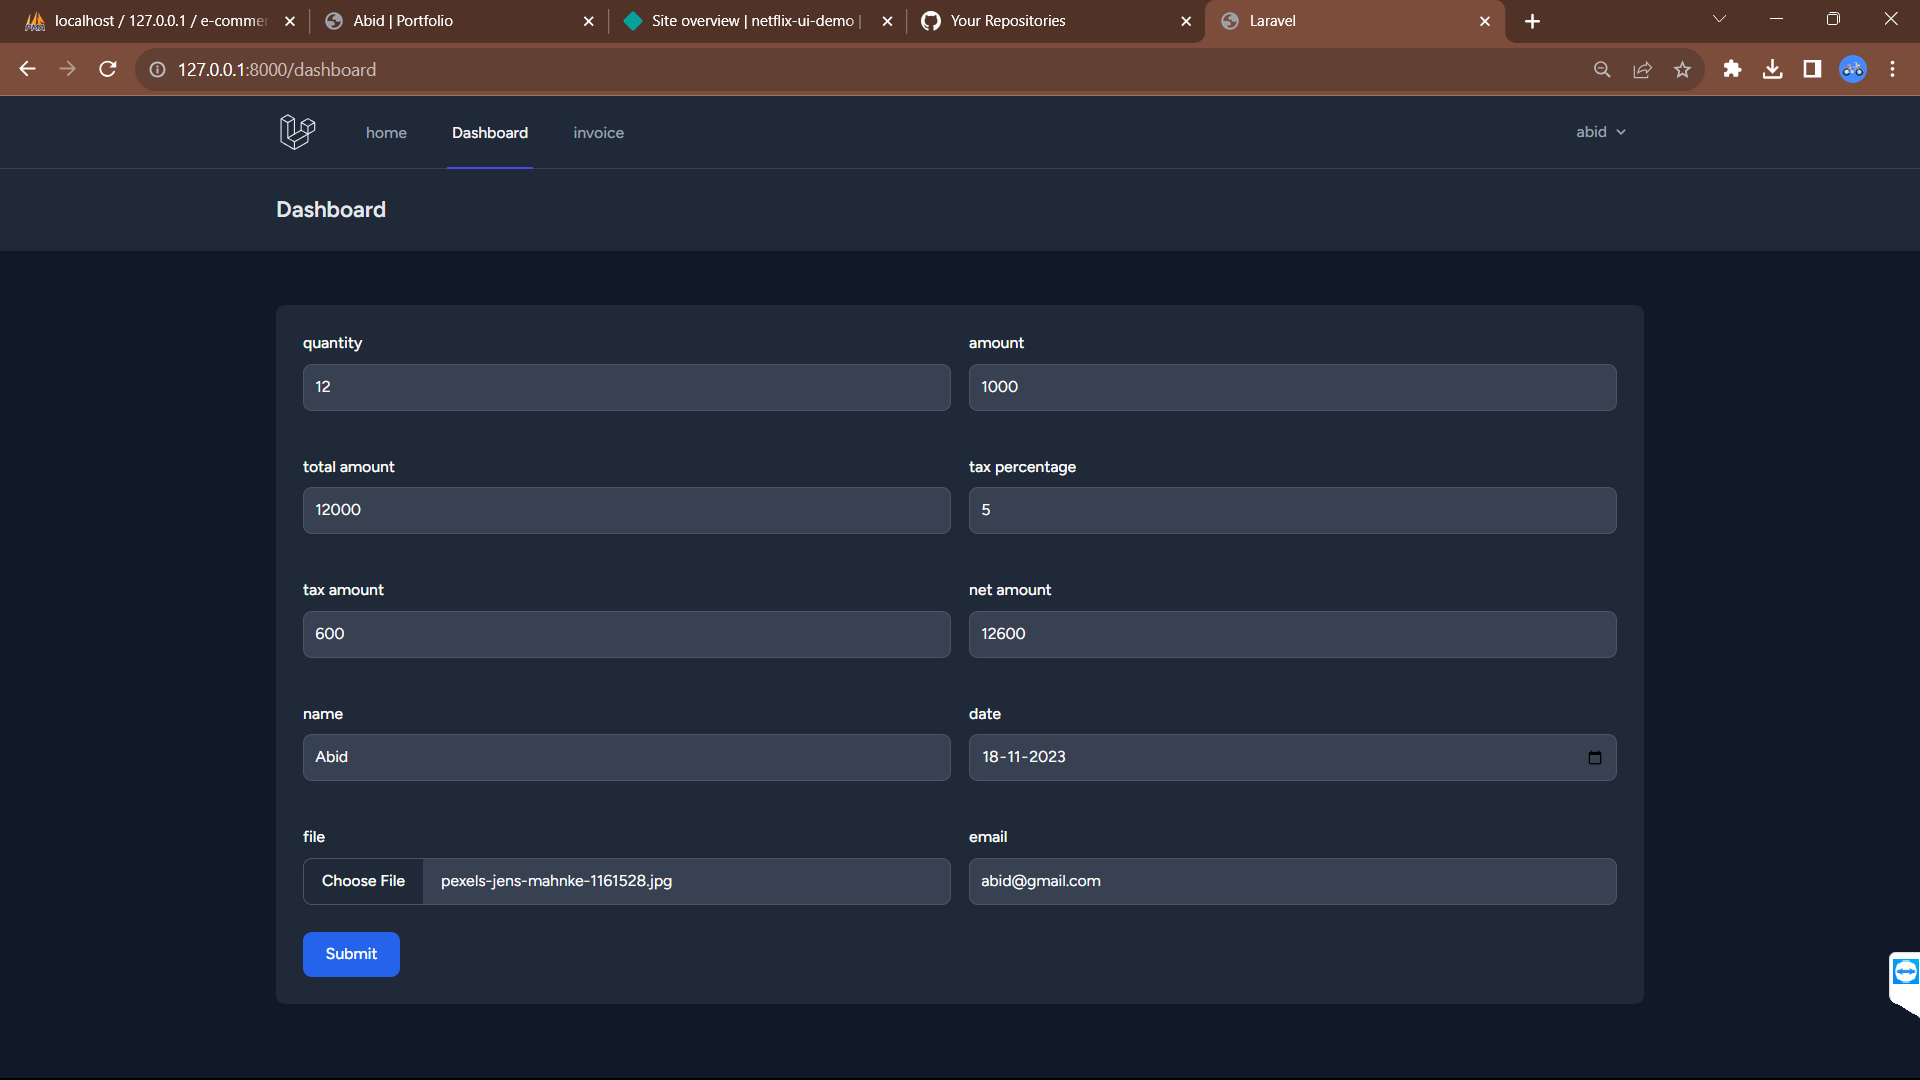 localhost / 127.0.0.1 / e-commer
Abid | Portfolio
Site overview | netflix-ui-demo |
Your Repositories
Laravel
127.0.0.1:8000/dashboard
home
Dashboard
invoice
abid
Dashboard
quantity
amount
12
1000
total amount
tax percentage
12000
5
tax amount
net amount
600
12600
name
date
Abid
18-11-2023
file
email
Choose File
pexels-jens-mahnke-1161528.jpg
abid@gmail.com
Submit